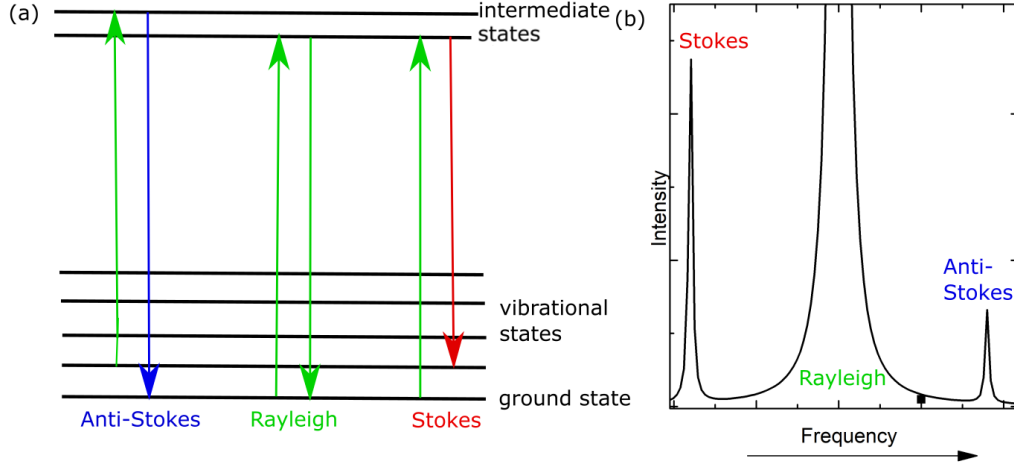 (a)
intermediate
states
vibrational
states
ground state
Anti-Stokes
Rayleigh
Stokes
(b)
Stokes
Intensity
Anti-
Stokes
Rayleigh
Frequency